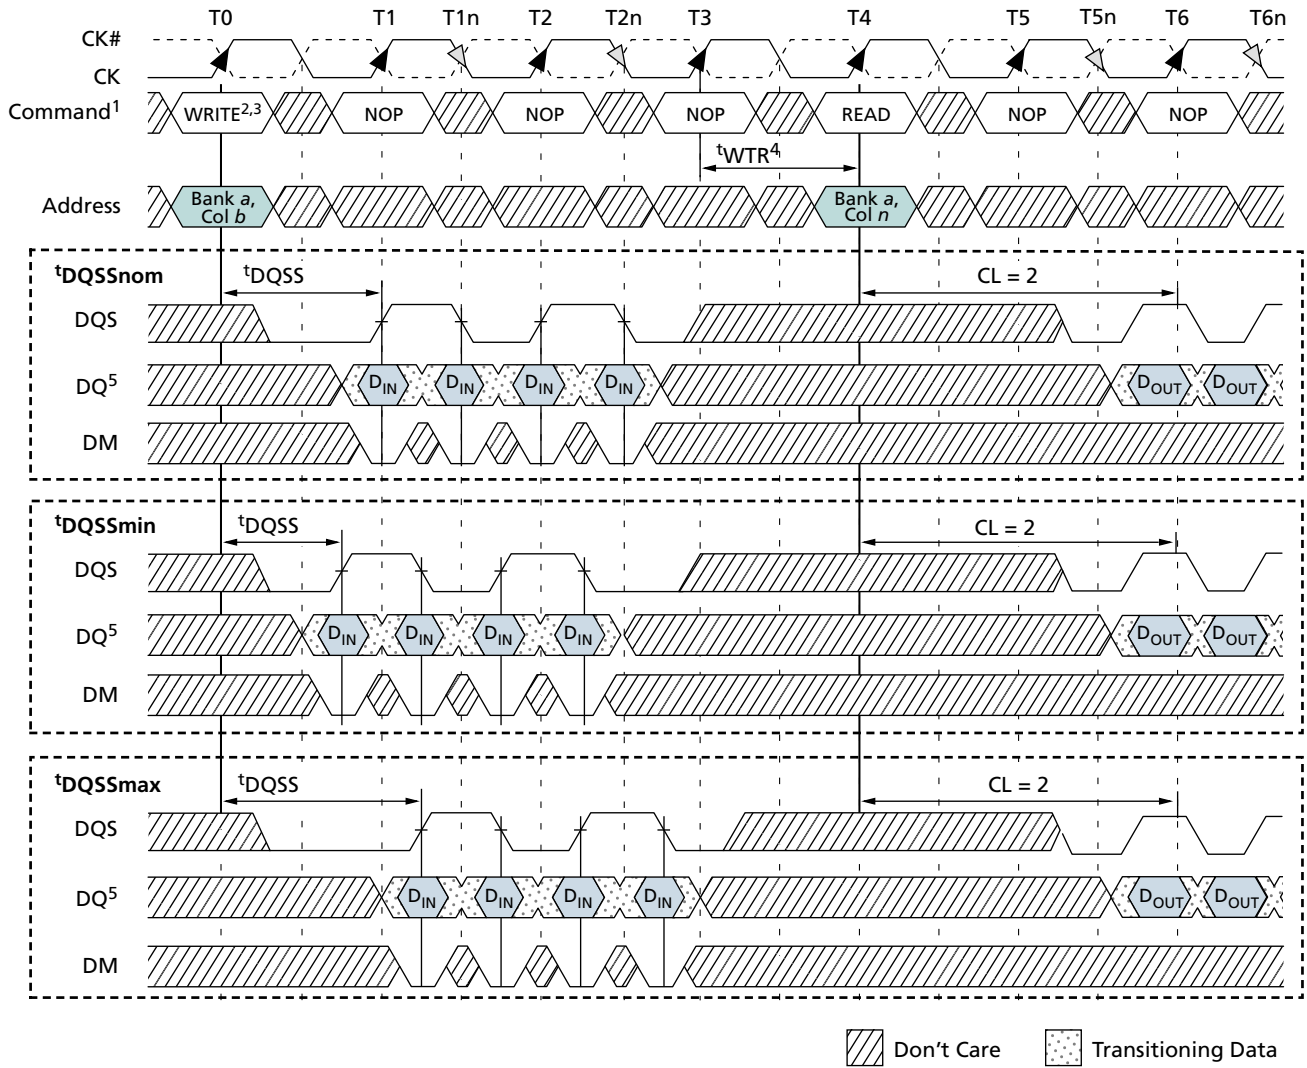 T0 T1 T1n T2 T2n T3 T4 T5 T5n T6 T6n
CK#
CK
Command1 WRITE2,3 NOP NOP NOP READ NOP NOP
tWTR4
Address Bank a, Col b Bank a, Col n
tDQSSnom tDQSS CL = 2
DQS
DQ5 DIN DIN DIN DIN DOUT DOUT
DM
tDQSSmin tDQSS CL = 2
DQS
DQ5 DIN DIN DIN DIN DOUT DOUT
DM
tDQSSmax tDQSS CL = 2
DQS
DQ5 DIN DIN DIN DIN DOUT DOUT
DM
Don't Care Transitioning Data